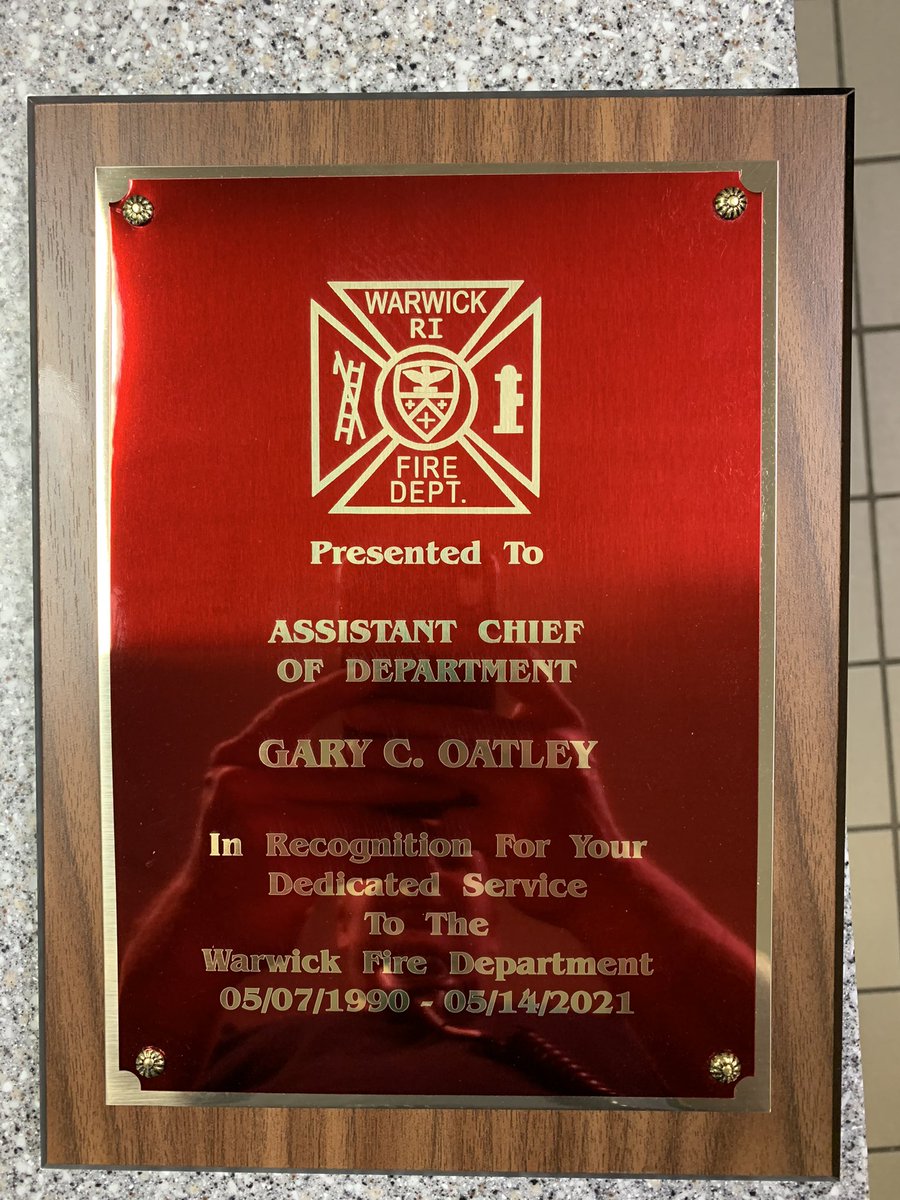 WARWICK
RI
FIRE
DEPT.
Presented To
ASSISTANT CHIEF
OF DEPARTMENT
GARY C. OATLEY
In Recognition For Your
Dedicated Service
To The
Warwick Fire Department
05/07/1990 - 05/14/2021